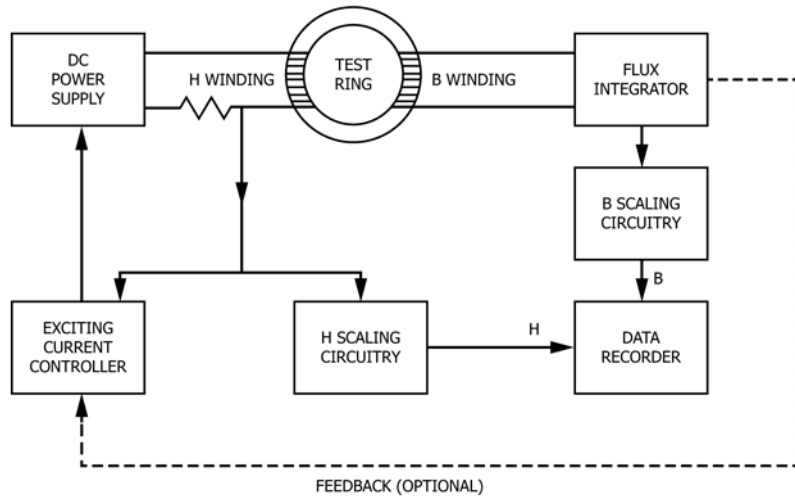 DC
POWER
SUPPLY
H WINDING
TEST
RING
B WINDING
FLUX
INTEGRATOR
B SCALING
CIRCUITRY
B
EXCITING
CURRENT
CONTROLLER
H SCALING
CIRCUITRY
H
DATA
RECORDER
FEEDBACK (OPTIONAL)